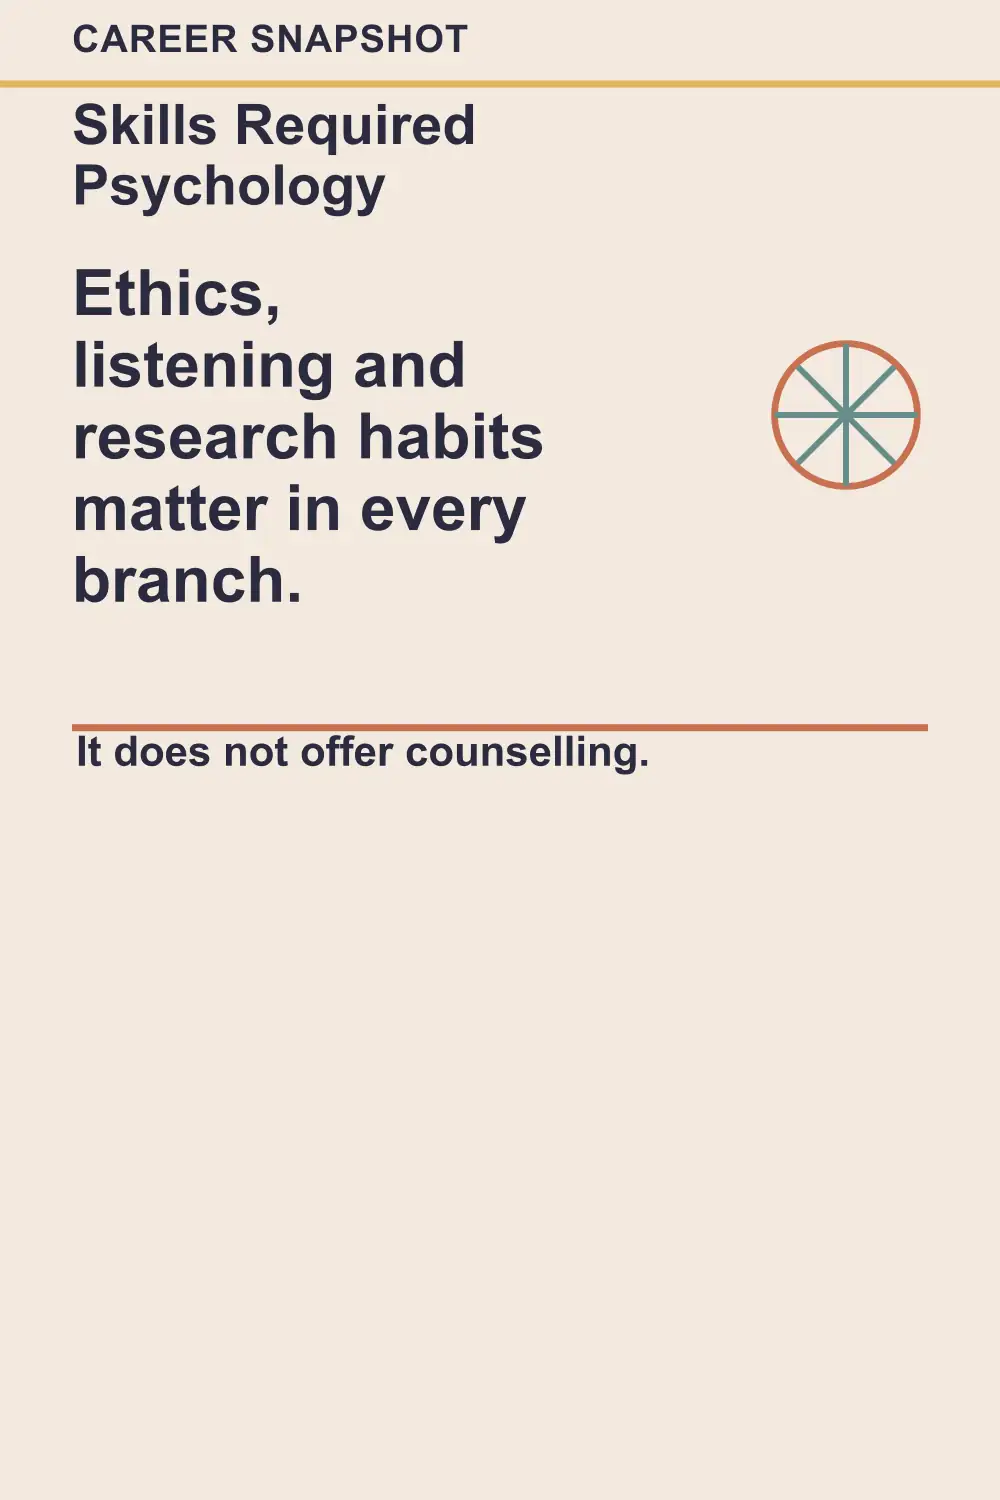 CAREER SNAPSHOT
Skills Required
Psychology
Ethics,
listening and
research habits
matter in every
branch.
It does not offer counselling.